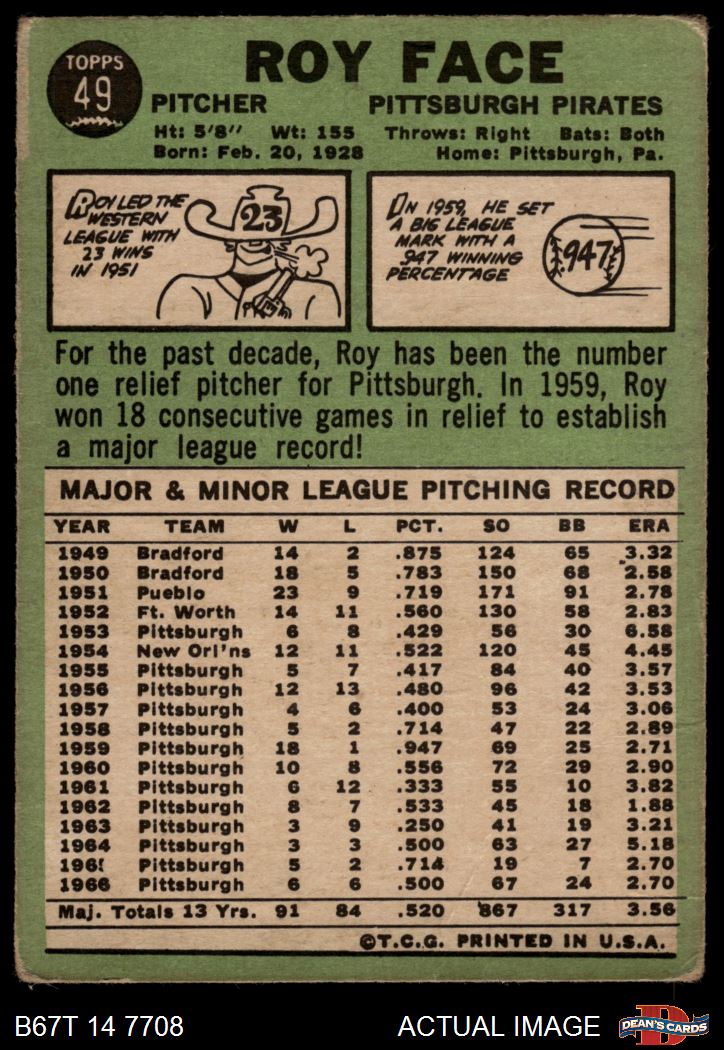 TOPPS
49
ROY FACE
PITCHER PITTSBURGH PIRATES
Ht: 5'8" Wt: 155 Throws: Right Bats: Both
Born: Feb. 20, 1928 Home: Pittsburgh, Pa.
ROY LED THE
WESTERN
LEAGUE WITH
23 WINS
IN 1951
23
IN 1959, HE SET
A BIG LEAGUE
MARK WITH A
.947 WINNING
PERCENTAGE
.947
For the past decade, Roy has been the number
one relief pitcher for Pittsburgh. In 1959, Roy
won 18 consecutive games in relief to establish
a major league record!
MAJOR & MINOR LEAGUE PITCHING RECORD
YEAR TEAM W L PCT. SO BB ERA
1949 Bradford 14 2 .875 124 65 3.32
1950 Bradford 18 5 .783 150 68 2.58
1951 Pueblo 23 9 .719 171 91 2.78
1952 Ft. Worth 14 11 .560 130 58 2.83
1953 Pittsburgh 6 8 .429 56 30 6.58
1954 New Orl'ns 12 11 .522 120 45 4.45
1955 Pittsburgh 5 7 .417 84 40 3.57
1956 Pittsburgh 12 13 .480 96 42 3.53
1957 Pittsburgh 4 6 .400 53 24 3.06
1958 Pittsburgh 5 2 .714 47 22 2.89
1959 Pittsburgh 18 1 .947 69 25 2.71
1960 Pittsburgh 10 8 .556 72 29 2.90
1961 Pittsburgh 6 12 .333 55 10 3.82
1962 Pittsburgh 8 7 .533 45 18 1.88
1963 Pittsburgh 3 9 .250 41 19 3.21
1964 Pittsburgh 3 3 .500 63 27 5.18
1965 Pittsburgh 5 2 .714 19 7 2.70
1966 Pittsburgh 6 6 .500 67 24 2.70
Maj. Totals 13 Yrs. 91 84 .520 867 317 3.56
©T.C.G. PRINTED IN U.S.A.
B67T 14 7708 ACTUAL IMAGE
D
DEAN'S CARDS